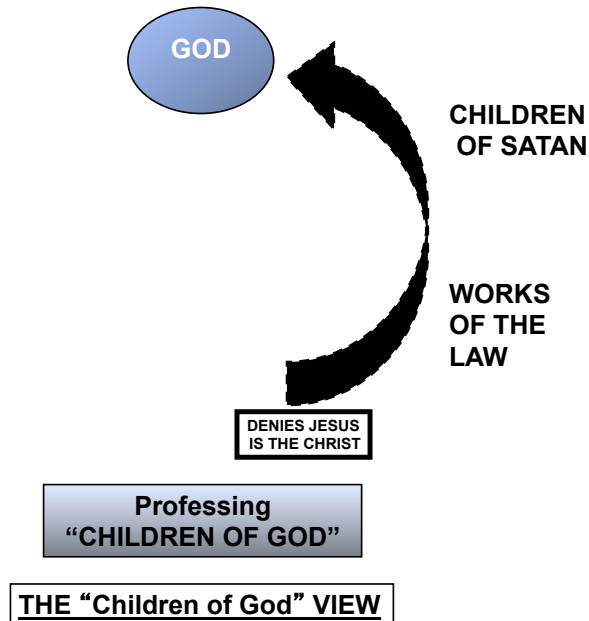 GOD
CHILDREN
OF SATAN
WORKS
OF THE
LAW
DENIES JESUS
IS THE CHRIST
Professing
“CHILDREN OF GOD”
THE “Children of God” VIEW